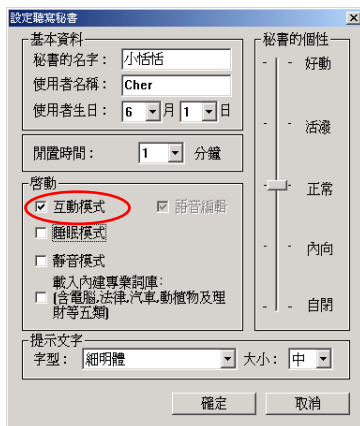 設定聽寫秘書
基本資料
秘書的名字： 小恬恬
使用者名稱： Cher
使用者生日： 6 月 1 日
閒置時間： 1 分鐘
啓動
互動模式 語音編輯
睡眠模式
靜音模式
載入內建專業詞庫：
(含電腦,法律,汽車,動植物及理
財等五類)
秘書的個性
好動
活潑
正常
內向
自閉
提示文字
字型： 細明體 大小： 中
確定 取消